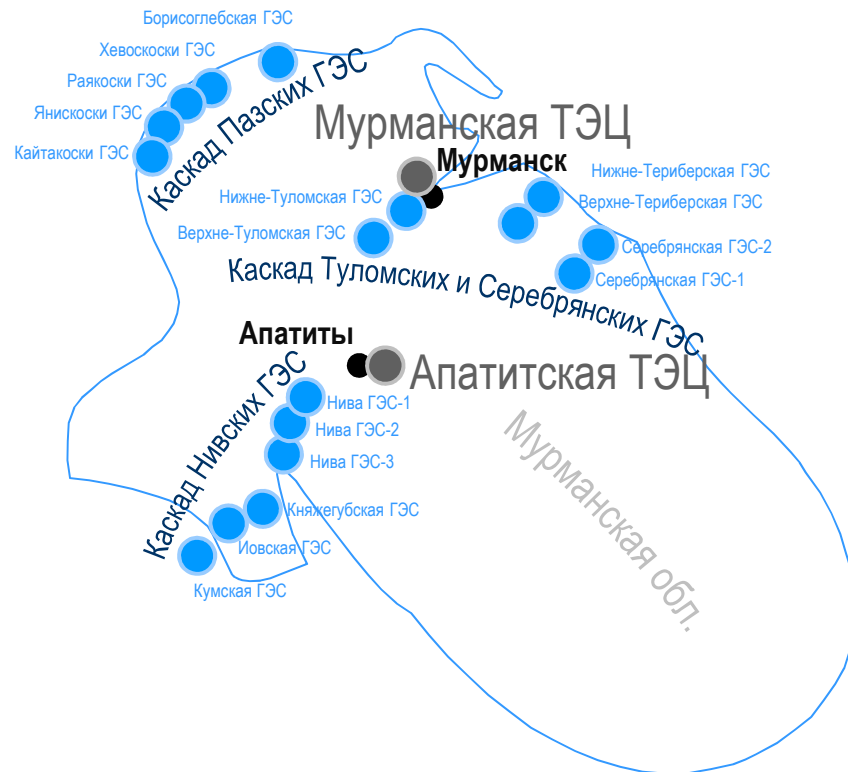 Борисоглебская ГЭС
Хевоскоски ГЭС
Раякоски ГЭС
Янискоски ГЭС
Кайтакоски ГЭС
Каскад Пазских ГЭС
Мурманская ТЭЦ
Мурманск
Нижне-Туломская ГЭС
Верхне-Туломская ГЭС
Нижне-Териберская ГЭС
Верхне-Териберская ГЭС
Серебрянская ГЭС-2
Серебрянская ГЭС-1
Каскад Туломских и Серебрянских ГЭС
Апатиты
Апатитская ТЭЦ
Каскад Нивских ГЭС
Нива ГЭС-1
Нива ГЭС-2
Нива ГЭС-3
Княжегубская ГЭС
Иовская ГЭС
Кумская ГЭС
Мурманская обл.